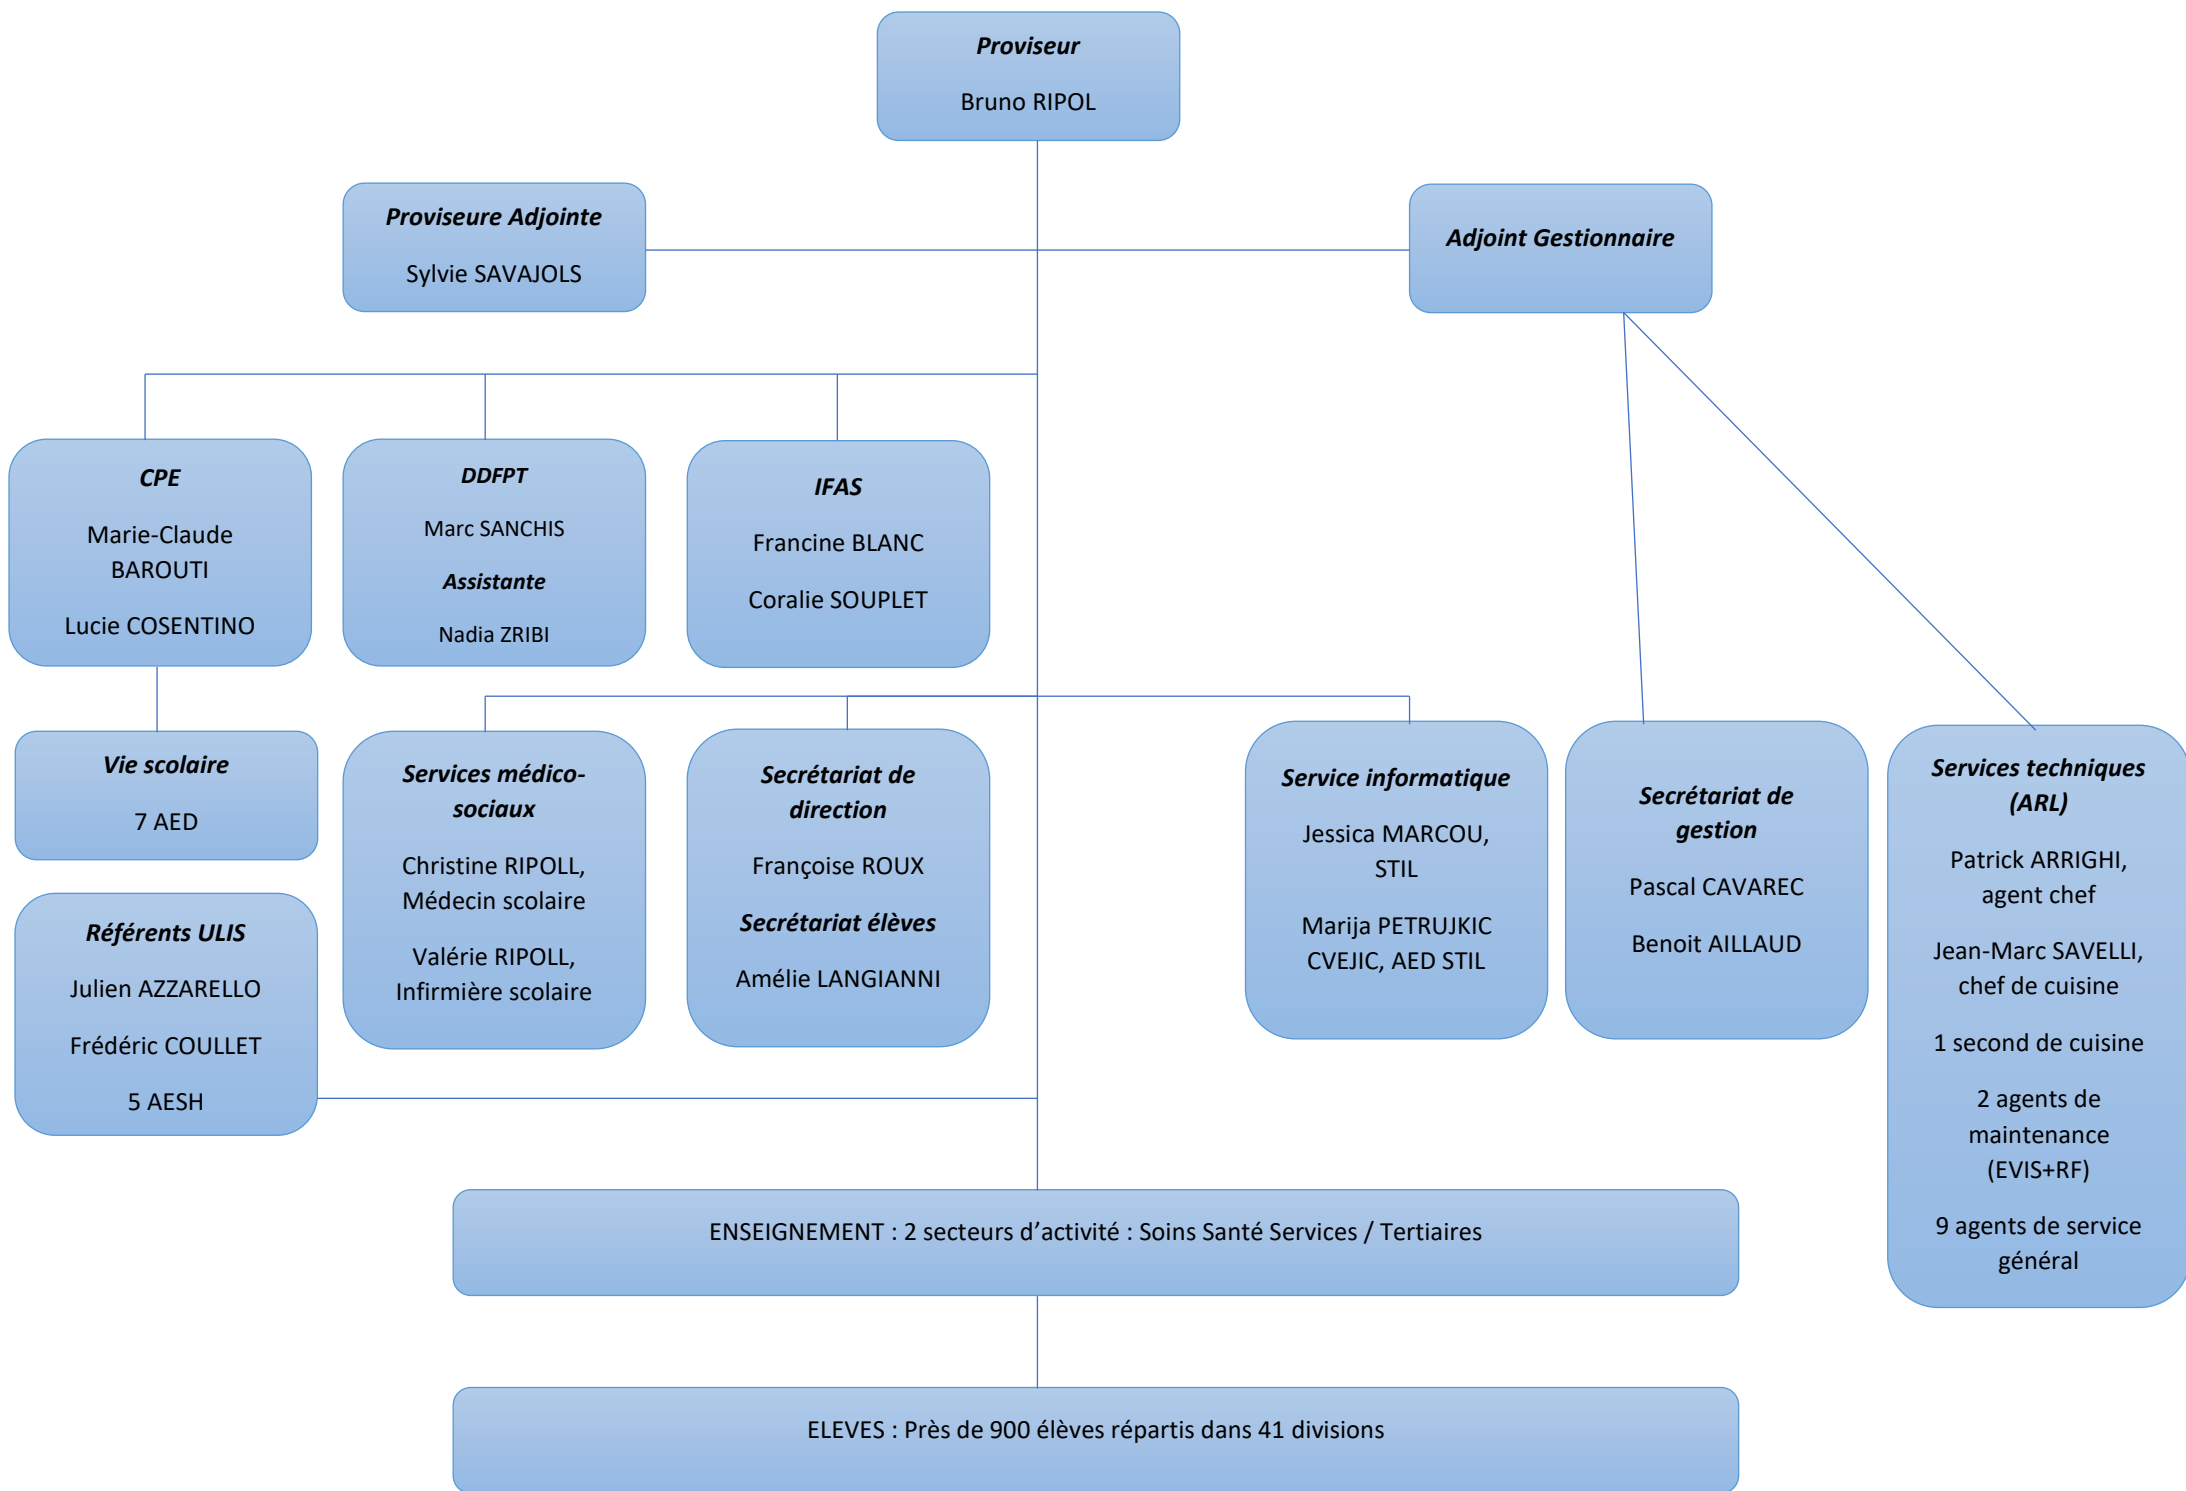 Proviseur
Bruno RIPOL
Proviseure Adjointe
Sylvie SAVAJOLS
Adjoint Gestionnaire
CPE
Marie-Claude
BAROUTI
Lucie COSENTINO
DDFPT
Marc SANCHIS
Assistante
Nadia ZRIBI
IFAS
Francine BLANC
Coralie SOUPLET
Vie scolaire
7 AED
Référents ULIS
Julien AZZARELLO
Frédéric COULLET
5 AESH
Services médico-
sociaux
Christine RIPOLL,
Médecin scolaire
Valérie RIPOLL,
Infirmière scolaire
Secrétariat de
direction
Françoise ROUX
Secrétariat élèves
Amélie LANGIANNI
Service informatique
Jessica MARCOU,
STIL
Marija PETRUJKIC
CVEJIC, AED STIL
Secrétariat de
gestion
Pascal CAVAREC
Benoit AILLAUD
Services techniques
(ARL)
Patrick ARRIGHI,
agent chef
Jean-Marc SAVELLI,
chef de cuisine
1 second de cuisine
2 agents de
maintenance
(EVIS+RF)
9 agents de service
général
ENSEIGNEMENT : 2 secteurs d’activité : Soins Santé Services / Tertiaires
ELEVES : Près de 900 élèves répartis dans 41 divisions